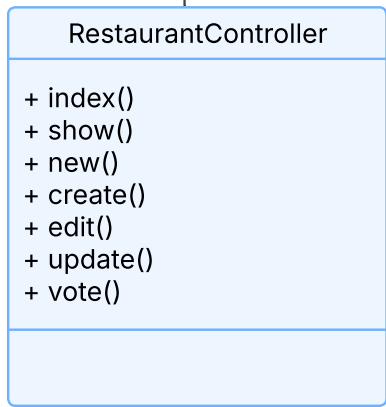 RestaurantController
+ index()
+ show()
+ new()
+ create()
+ edit()
+ update()
+ vote()